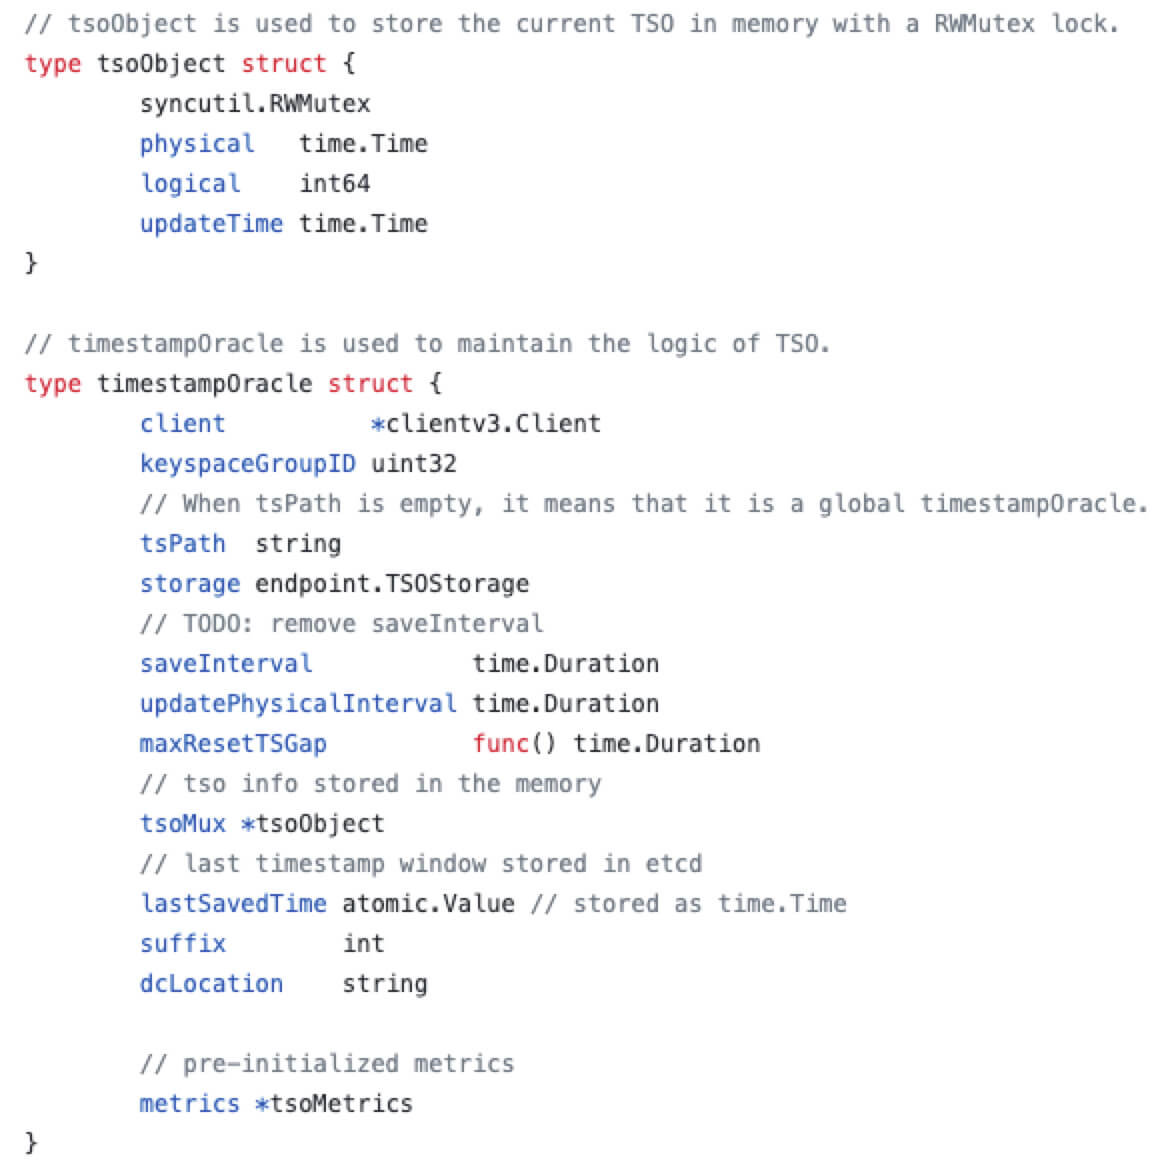 // tsoObject is used to store the current TSO in memory with a RWMutex lock.
type tsoObject struct {
        syncutil.RWMutex
        physical   time.Time
        logical    int64
        updateTime time.Time
}

// timestampOracle is used to maintain the logic of TSO.
type timestampOracle struct {
        client          *clientv3.Client
        keyspaceGroupID uint32
        // When tsPath is empty, it means that it is a global timestampOracle.
        tsPath  string
        storage endpoint.TSOStorage
        // TODO: remove saveInterval
        saveInterval           time.Duration
        updatePhysicalInterval time.Duration
        maxResetTSGap          func() time.Duration
        // tso info stored in the memory
        tsoMux *tsoObject
        // last timestamp window stored in etcd
        lastSavedTime atomic.Value // stored as time.Time
        suffix        int
        dcLocation    string

        // pre-initialized metrics
        metrics *tsoMetrics
}